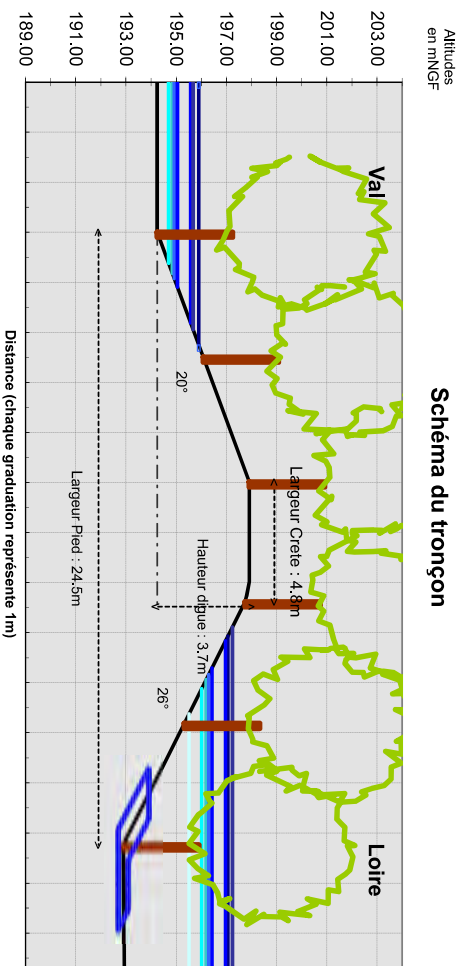 Schéma du tronçon
Altitudes
en mNGF
203.00
201.00
199.00
197.00
195.00
193.00
191.00
189.00
Val
Loire
Largeur Crete : 4.8m
Hauteur digue : 3.7m
20°
26°
Largeur Pied : 24.5m
Distance (chaque graduation représente 1m)